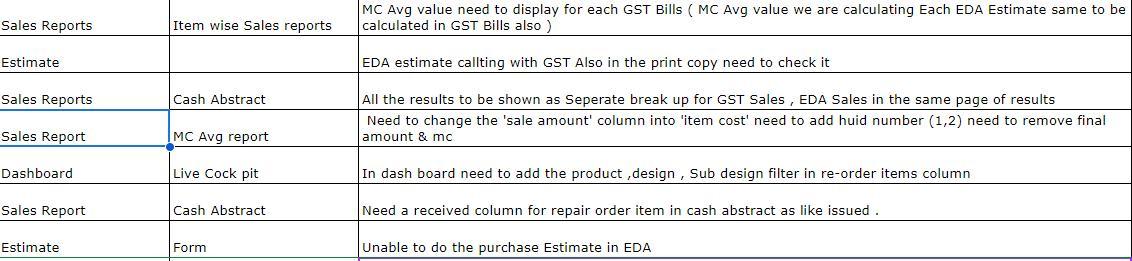 MC Avg value need to display for each GST Bills ( MC Avg value we are calculating Each EDA Estimate same to be
Sales Reports Item wise Sales reports calculated in GST Bills also )
Estimate EDA estimate callting with GST Also in the print copy need to check it
Sales Reports Cash Abstract All the results to be shown as Seperate break up for GST Sales , EDA Sales in the same page of results
Need to change the 'sale amount' column into 'item cost' need to add huid number (1,2) need to remove final
Sales Report MC Avg report amount & mc
Dashboard Live Cock pit In dash board need to add the product ,design , Sub design filter in re-order items column
Sales Report Cash Abstract Need a received column for repair order item in cash abstract as like issued .
Estimate Form Unable to do the purchase Estimate in EDA